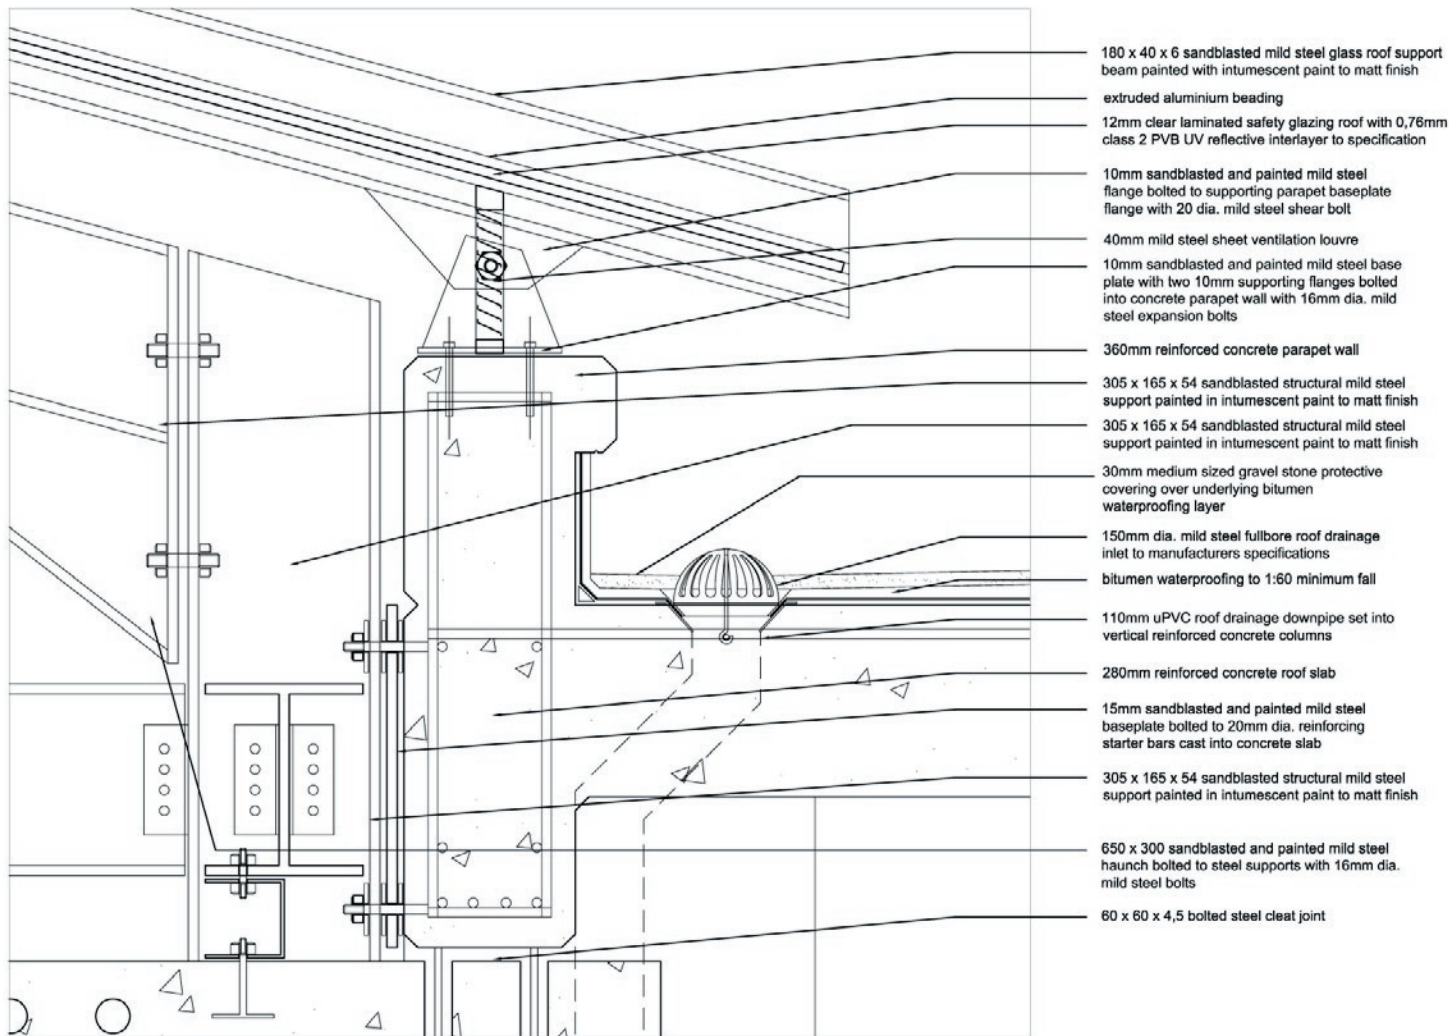 180 x 40 x 6 sandblasted mild steel glass roof support
beam painted with intumescent paint to matt finish
extruded aluminium beading
12mm clear laminated safety glazing roof with 0,76mm
class 2 PVB UV reflective interlayer to specification
10mm sandblasted and painted mild steel
flange bolted to supporting parapet baseplate
flange with 20 dia. mild steel shear bolt
40mm mild steel sheet ventilation louvre
10mm sandblasted and painted mild steel base
plate with two 10mm supporting flanges bolted
into concrete parapet wall with 16mm dia. mild
steel expansion bolts
360mm reinforced concrete parapet wall
305 x 165 x 54 sandblasted structural mild steel
support painted in intumescent paint to matt finish
305 x 165 x 54 sandblasted structural mild steel
support painted in intumescent paint to matt finish
30mm medium sized gravel stone protective
covering over underlying bitumen
waterproofing layer
150mm dia. mild steel fullbore roof drainage
inlet to manufacturers specifications
bitumen waterproofing to 1:60 minimum fall
110mm uPVC roof drainage downpipe set into
vertical reinforced concrete columns
280mm reinforced concrete roof slab
15mm sandblasted and painted mild steel
baseplate bolted to 20mm dia. reinforcing
starter bars cast into concrete slab
305 x 165 x 54 sandblasted structural mild steel
support painted in intumescent paint to matt finish
650 x 300 sandblasted and painted mild steel
haunch bolted to steel supports with 16mm dia.
mild steel bolts
60 x 60 x 4,5 bolted steel cleat joint